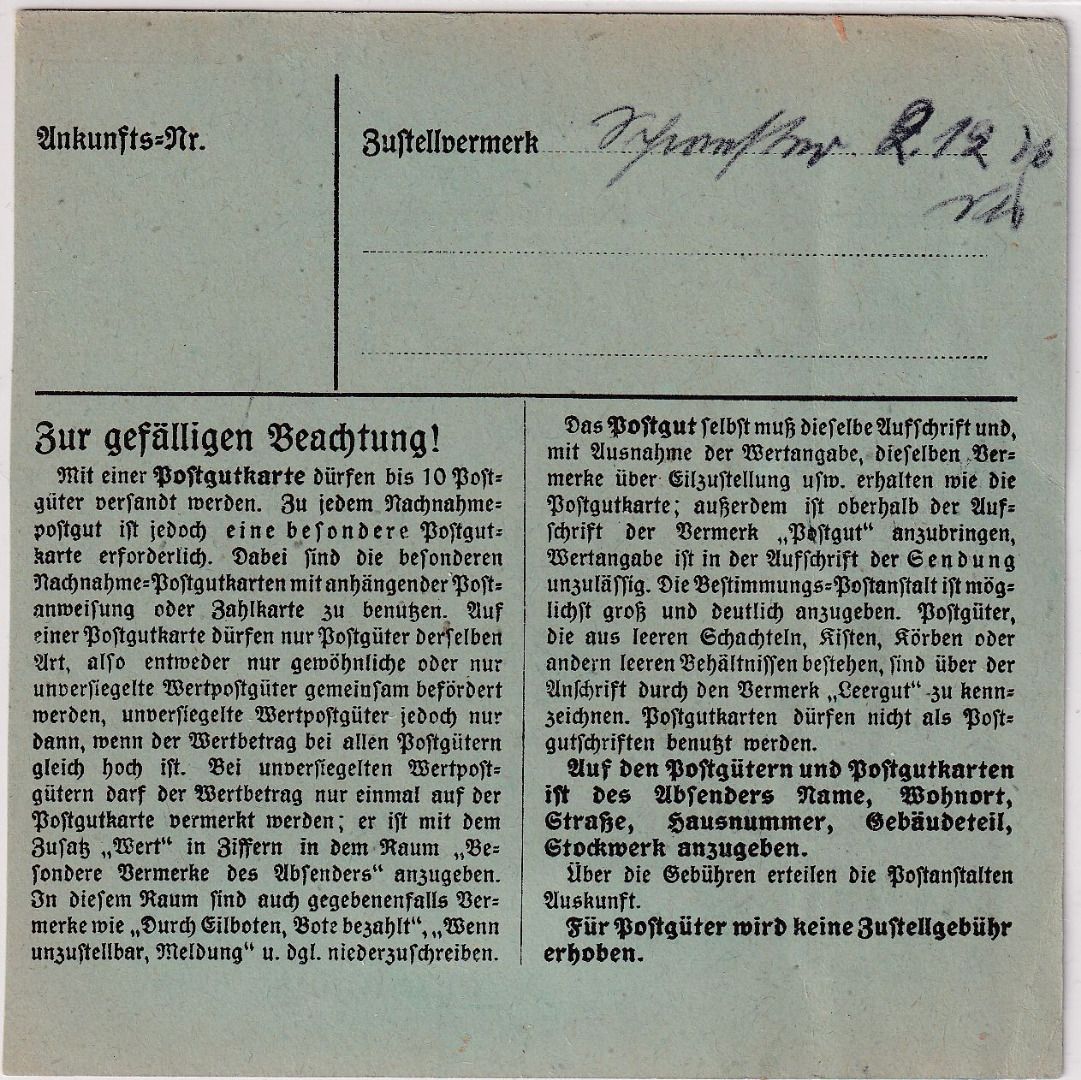 Ankunfts-Nr.
Zustellvermerk 2.12
Zur gefälligen Beachtung!
Mit einer Postgutkarte dürfen bis 10 Post-
güter versandt werden. Zu jedem Nachnahme-
postgut ist jedoch eine besondere Postgut-
karte erforderlich. Dabei sind die besonderen
Nachnahme-Postgutkarten mit anhängender Post-
anweisung oder Zahlkarte zu benutzen. Auf
einer Postgutkarte dürfen nur Postgüter derselben
Art, also entweder nur gewöhnliche oder nur
unversiegelte Wertpostgüter gemeinsam befördert
werden, unversiegelte Wertpostgüter jedoch nur
dann, wenn der Wertbetrag bei allen Postgütern
gleich hoch ist. Bei unversiegelten Wertpost-
gütern darf der Wertbetrag nur einmal auf der
Postgutkarte vermerkt werden; er ist mit dem
Zusatz „Wert“ in Ziffern in dem Raum „Be-
sondere Vermerke des Absenders“ anzugeben.
In diesem Raum sind auch gegebenenfalls Ver-
merke wie „Durch Eilboten, Bote bezahlt“, „Wenn
unzustellbar, Meldung“ u. dgl. niederzuschreiben.
Das Postgut selbst muß dieselbe Aufschrift und,
mit Ausnahme der Wertangabe, dieselben Ver-
merke über Eilzustellung usw. erhalten wie die
Postgutkarte; außerdem ist oberhalb der Auf-
schrift der Vermerk „Postgut“ anzubringen,
Wertangabe ist in der Aufschrift der Sendung
unzulässig. Die Bestimmungs-Postanstalt ist mög-
lichst groß und deutlich anzugeben. Postgüter,
die aus leeren Schachteln, Kisten, Körben oder
andern leeren Behältnissen bestehen, sind über der
Anschrift durch den Vermerk „Leergut“ zu kenn-
zeichnen. Postgutkarten dürfen nicht als Post-
gutschriften benutzt werden.
Auf den Postgütern und Postgutkarten
ist des Absenders Name, Wohnort,
Straße, Hausnummer, Gebäudeteil,
Stockwerk anzugeben.
Über die Gebühren erteilen die Postanstalten
Auskunft.
Für Postgüter wird keine Zustellgebühr
erhoben.